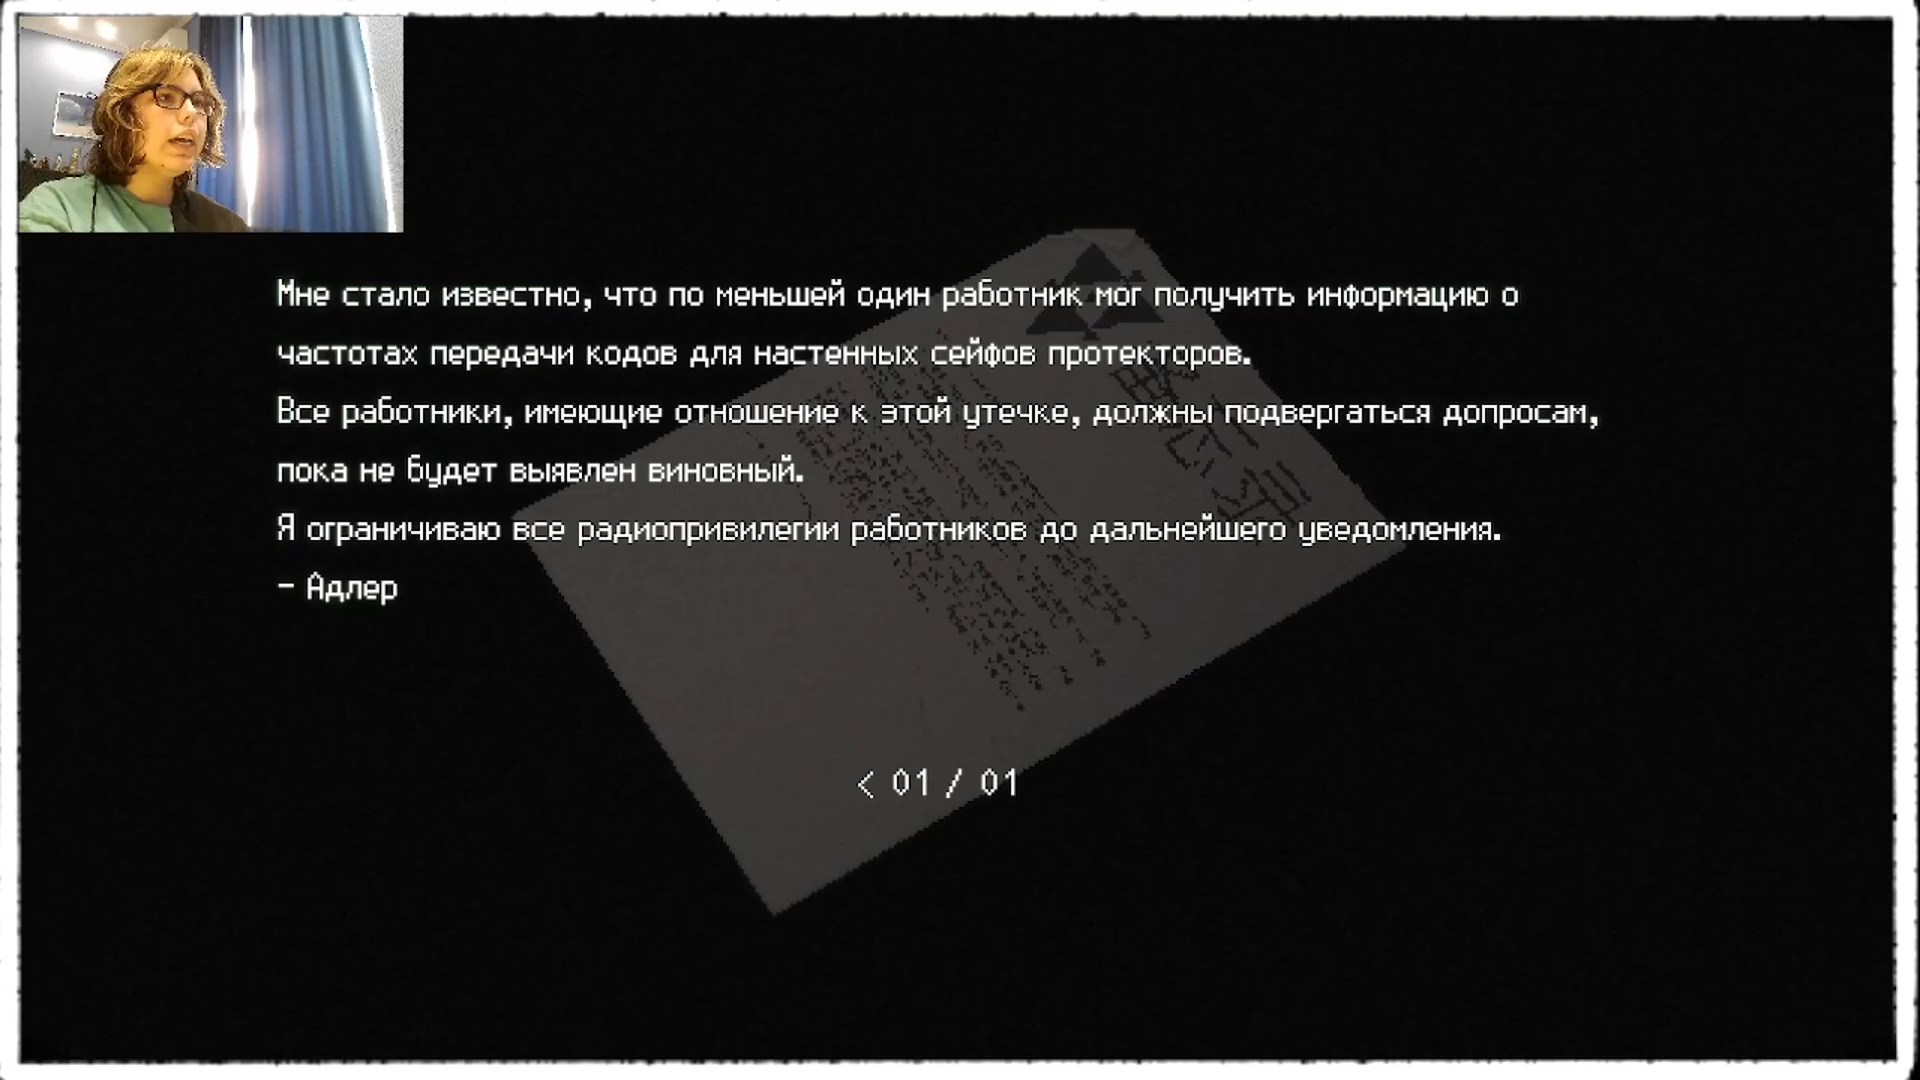 Мне стало известно, что по меньшей один работник мог получить информацию о
частотах передачи кодов для настенных сейфов протекторов.
Все работники, имеющие отношение к этой утечке, должны подвергаться допросам,
пока не будет выявлен виновный.
Я ограничиваю все радиопривилегии работников до дальнейшего уведомления.
- Адлер
< 01 / 01